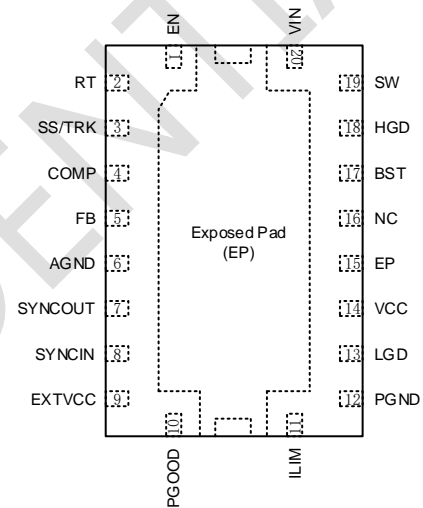 EN
VIN
1
20
RT 2
19 SW
SS/TRK 3
18 HGD
COMP 4
17 BST
FB 5
16 NC
Exposed Pad
(EP)
AGND 6
15 EP
SYNCOUT 7
14 VCC
SYNCIN 8
13 LGD
EXTVCC 9
12 PGND
10
11
PGOOD
ILIM